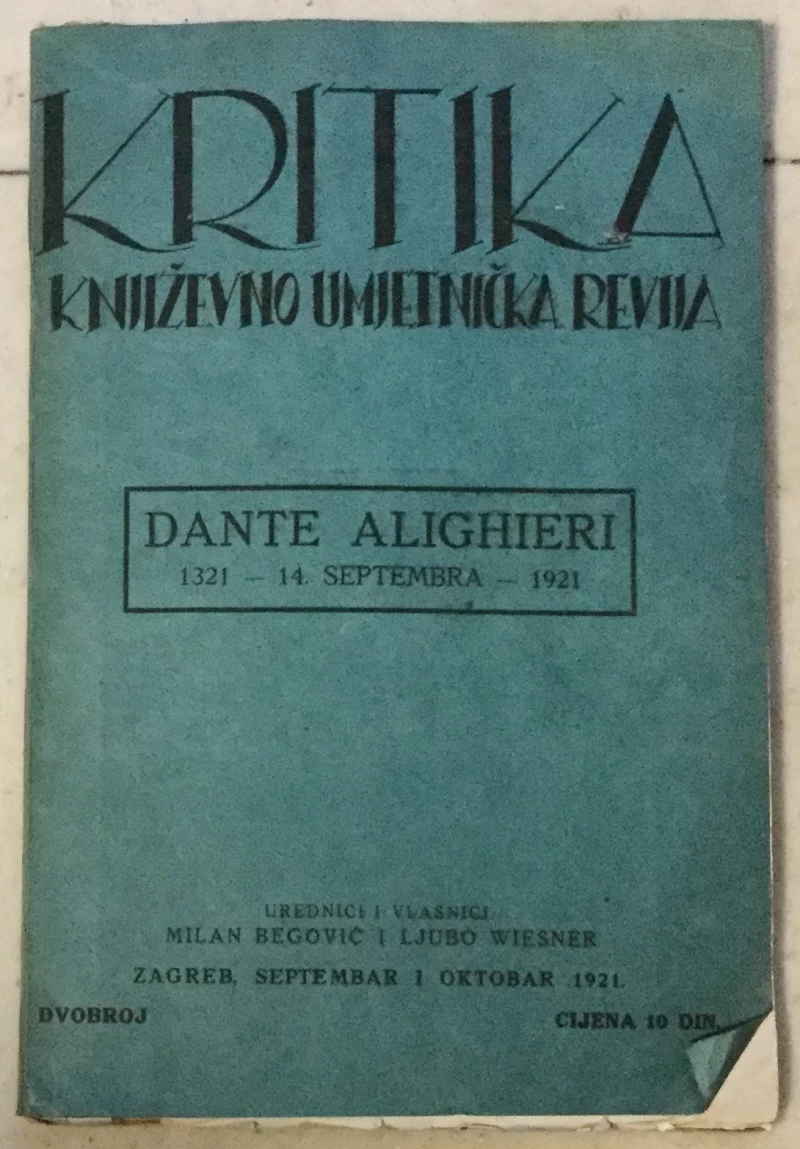 KRITIKA
KNJIŽEVNO UMJETNIČKA REVIJA
DANTE ALIGHIERI
1321 — 14. SEPTEMBRA — 1921
UREDNICI I VLASNICI
MILAN BEGOVIĆ I LJUBO WIESNER
ZAGREB, SEPTEMBAR I OKTOBAR 1921.
DVOBROJ
CIJENA 10 DIN.